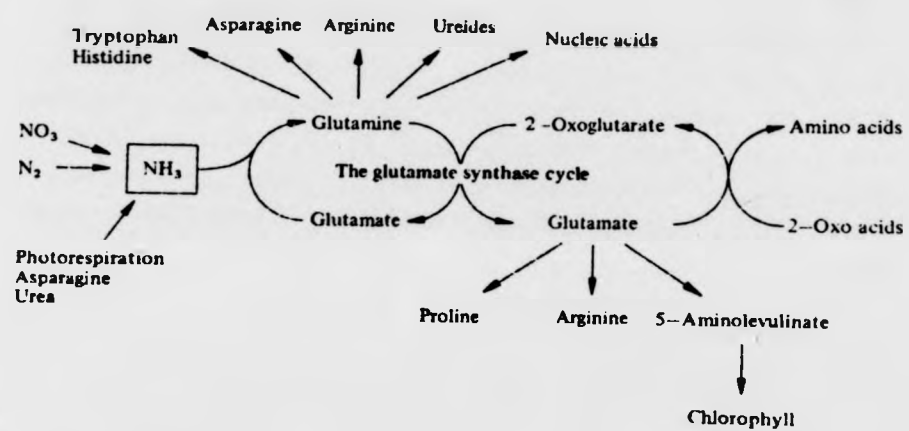 Asparagine Arginine Ureides
Tryptophan
Histidine
Nucleic acids
NO3
N2
NH3
Glutamine
2 -Oxoglutarate
Amino acids
The glutamate synthase cycle
Glutamate
Glutamate
2-Oxo acids
Photorespiration
Asparagine
Urea
Proline
Arginine
5-Aminolevulinate
Chlorophyll